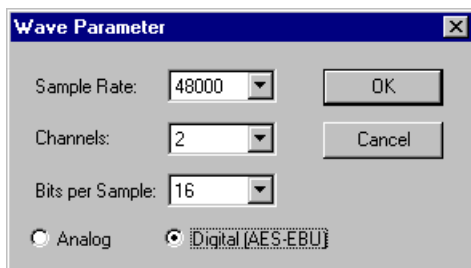 Wave Parameter
Sample Rate: 48000 OK
Channels: 2 Cancel
Bits per Sample: 16
Analog Digital (AES-EBU)